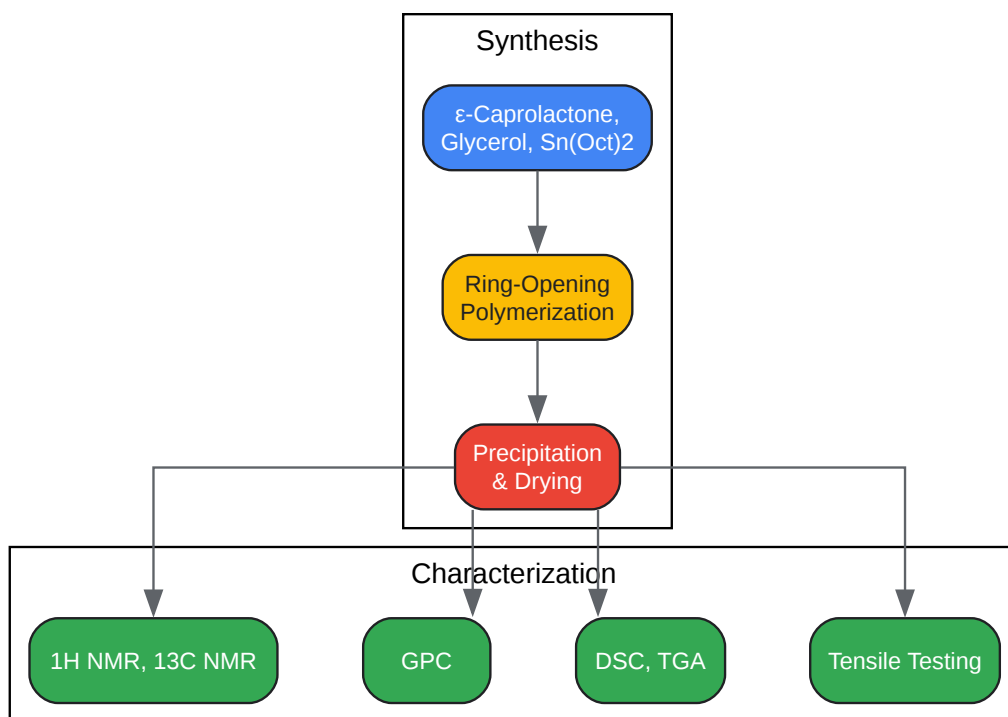 Synthesis
ε-Caprolactone,
Glycerol, Sn(Oct)2
Ring-Opening
Polymerization
Precipitation
& Drying
Characterization
1H NMR, 13C NMR
GPC
DSC, TGA
Tensile Testing